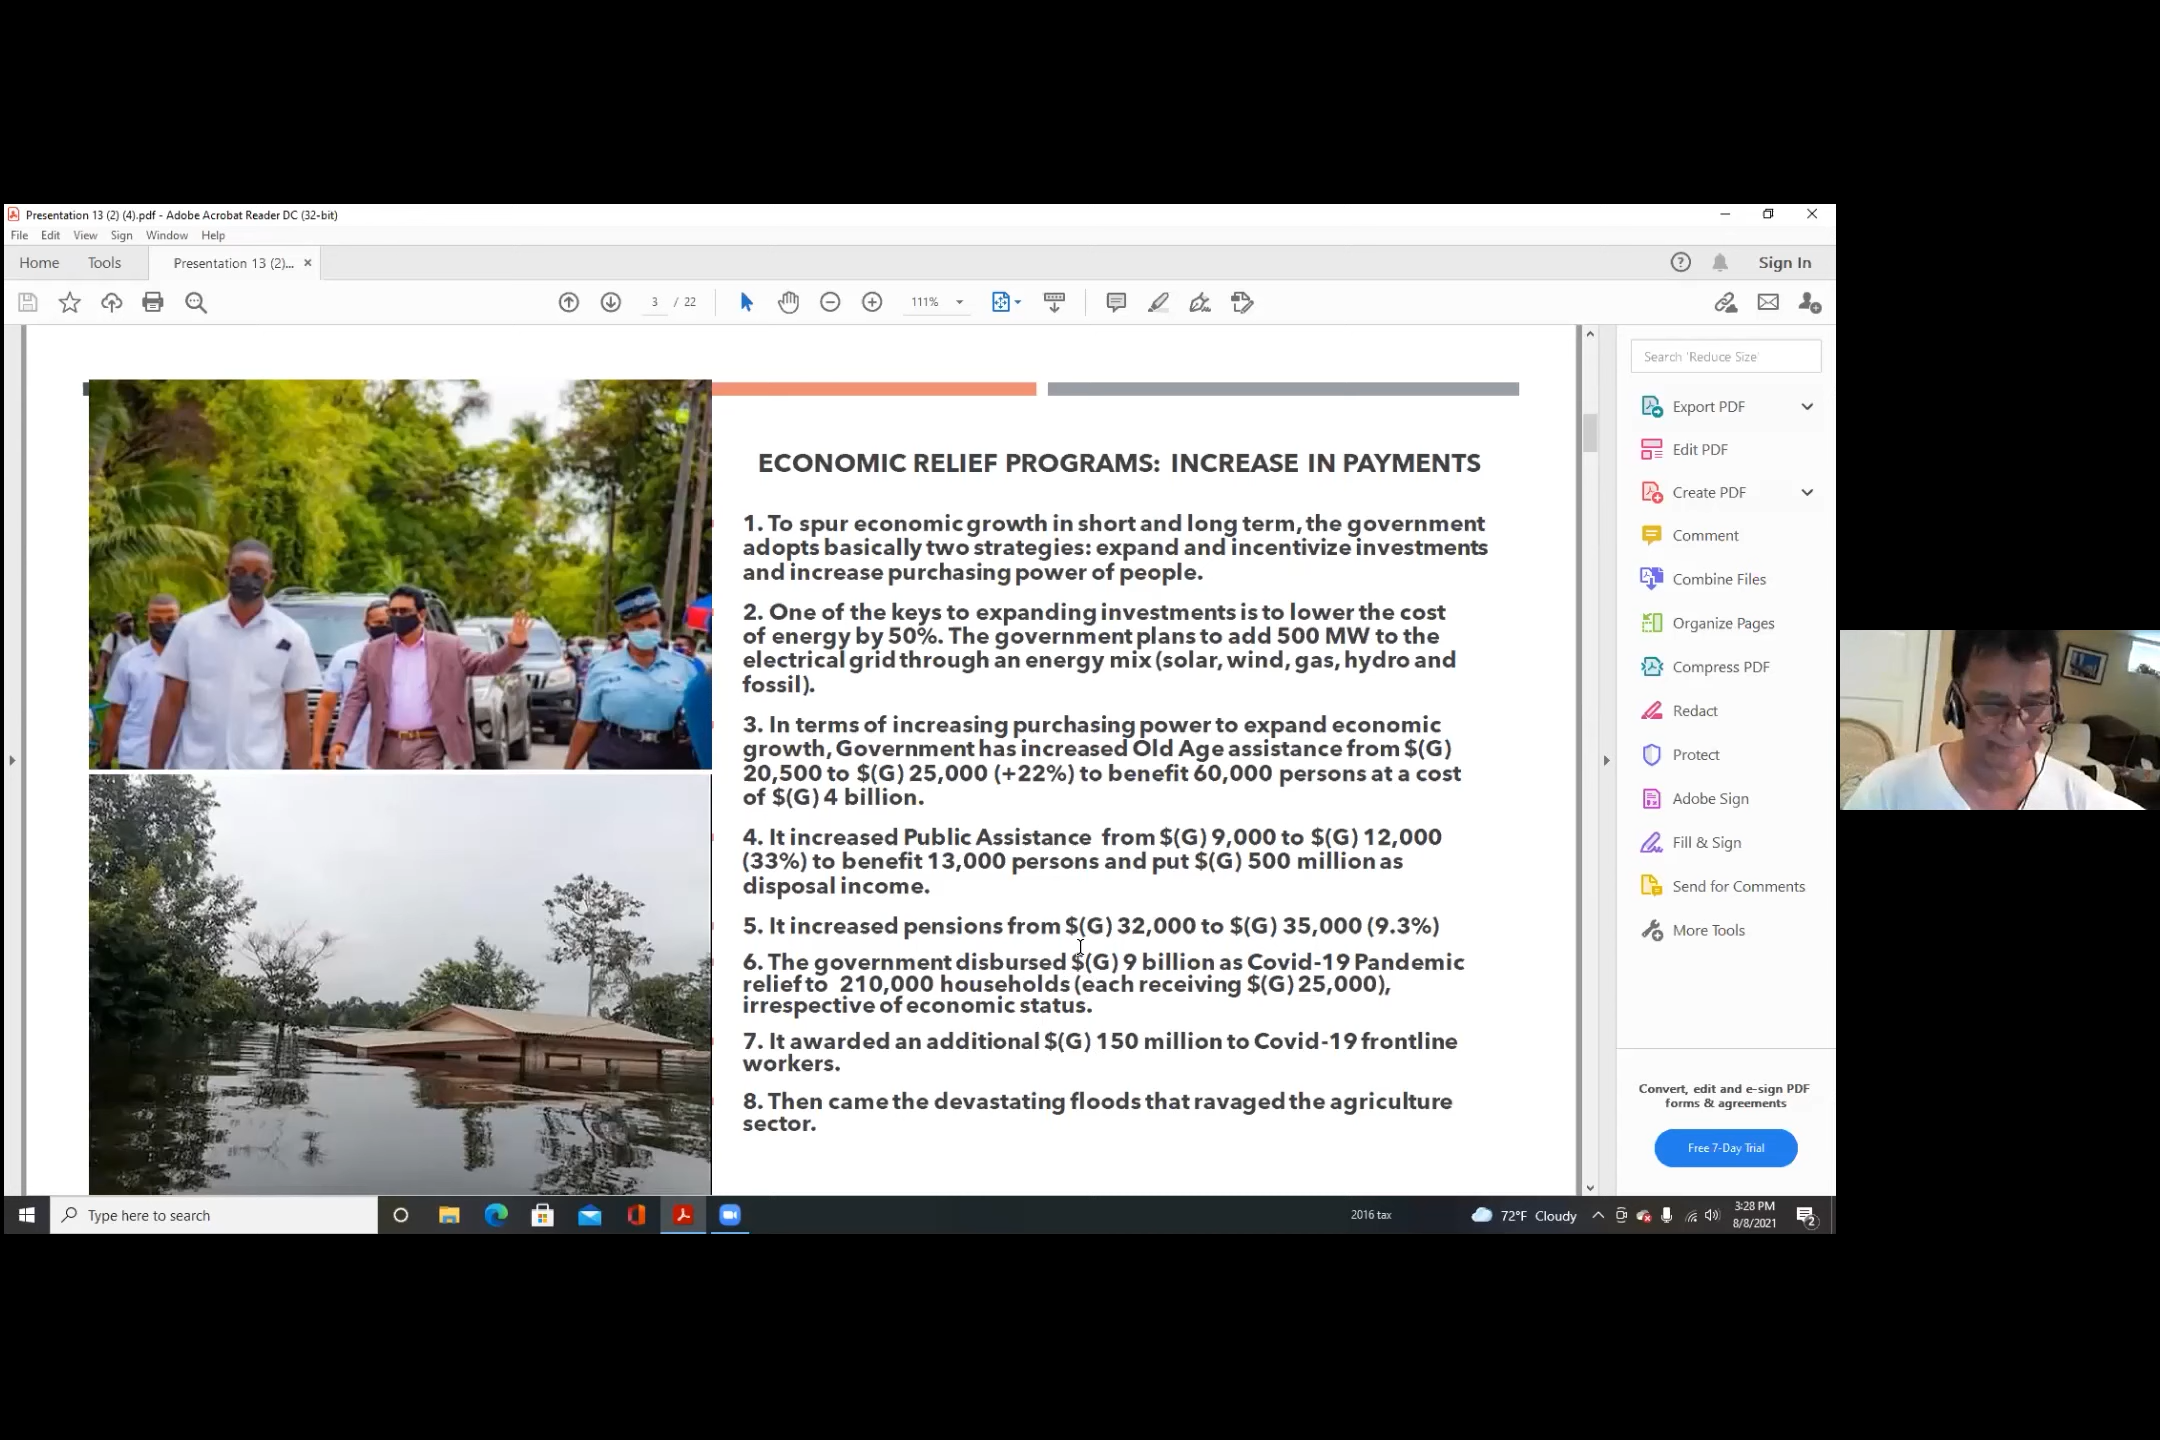 Presentation 13 (2) (4).pdf - Adobe Acrobat Reader DC (32-bit)
File Edit View Sign Window Help
Home Tools Presentation 13 (2)... × Sign In
3 / 22 111%
Search 'Reduce Size'
Export PDF
Edit PDF
Create PDF
Comment
Combine Files
Organize Pages
Compress PDF
Redact
Protect
Adobe Sign
Fill & Sign
Send for Comments
More Tools
Convert, edit and e-sign PDF
forms & agreements
Free 7-Day Trial
ECONOMIC RELIEF PROGRAMS: INCREASE IN PAYMENTS
1. To spur economic growth in short and long term, the government
adopts basically two strategies: expand and incentivize investments
and increase purchasing power of people.
2. One of the keys to expanding investments is to lower the cost
of energy by 50%. The government plans to add 500 MW to the
electrical grid through an energy mix (solar, wind, gas, hydro and
fossil).
3. In terms of increasing purchasing power to expand economic
growth, Government has increased Old Age assistance from $(G)
20,500 to $(G) 25,000 (+22%) to benefit 60,000 persons at a cost
of $(G) 4 billion.
4. It increased Public Assistance from $(G) 9,000 to $(G) 12,000
(33%) to benefit 13,000 persons and put $(G) 500 million as
disposal income.
5. It increased pensions from $(G) 32,000 to $(G) 35,000 (9.3%)
6. The government disbursed $(G) 9 billion as Covid-19 Pandemic
relief to 210,000 households (each receiving $(G) 25,000),
irrespective of economic status.
7. It awarded an additional $(G) 150 million to Covid-19 frontline
workers.
8. Then came the devastating floods that ravaged the agriculture
sector.
Type here to search
2016 tax
72°F Cloudy
3:28 PM
8/8/2021
2